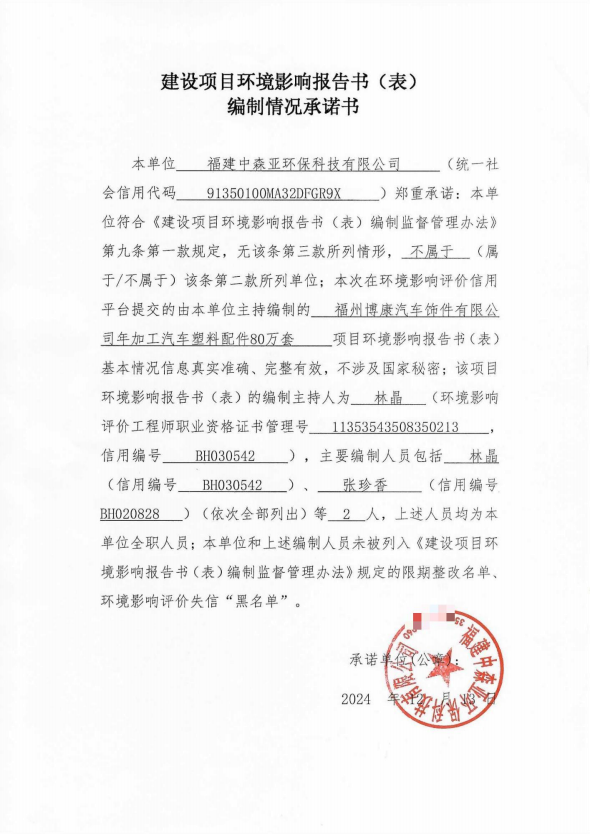 建设项目环境影响报告书（表）
编制情况承诺书
本单位 福建中森亚环保科技有限公司 （统一社
会信用代码 91350100MA32DFGR9X ）郑重承诺：本单
位符合《建设项目环境影响报告书（表）编制监督管理办法》
第九条第一款规定，无该条第三款所列情形， 不属于 （属
于/不属于）该条第二款所列单位；本次在环境影响评价信用
平台提交的由本单位主持编制的 福州博康汽车饰件有限公
司年加工汽车塑料配件80万套 项目环境影响报告书（表）
基本情况信息真实准确、完整有效，不涉及国家秘密；该项目
环境影响报告书（表）的编制主持人为 林晶 （环境影响
评价工程师职业资格证书管理号 11353543508350213 ，
信用编号 BH030542 ），主要编制人员包括 林晶
（信用编号 BH030542 ）、 张珍香 （信用编号
BH020828 ）（依次全部列出）等 2 人，上述人员均为本
单位全职人员；本单位和上述编制人员未被列入《建设项目环
境影响报告书（表）编制监督管理办法》规定的限期整改名单、
环境影响评价失信“黑名单”。
承诺单位(公章)：
2024 年 12 月 13 日
福建中森亚环保科技有限公司